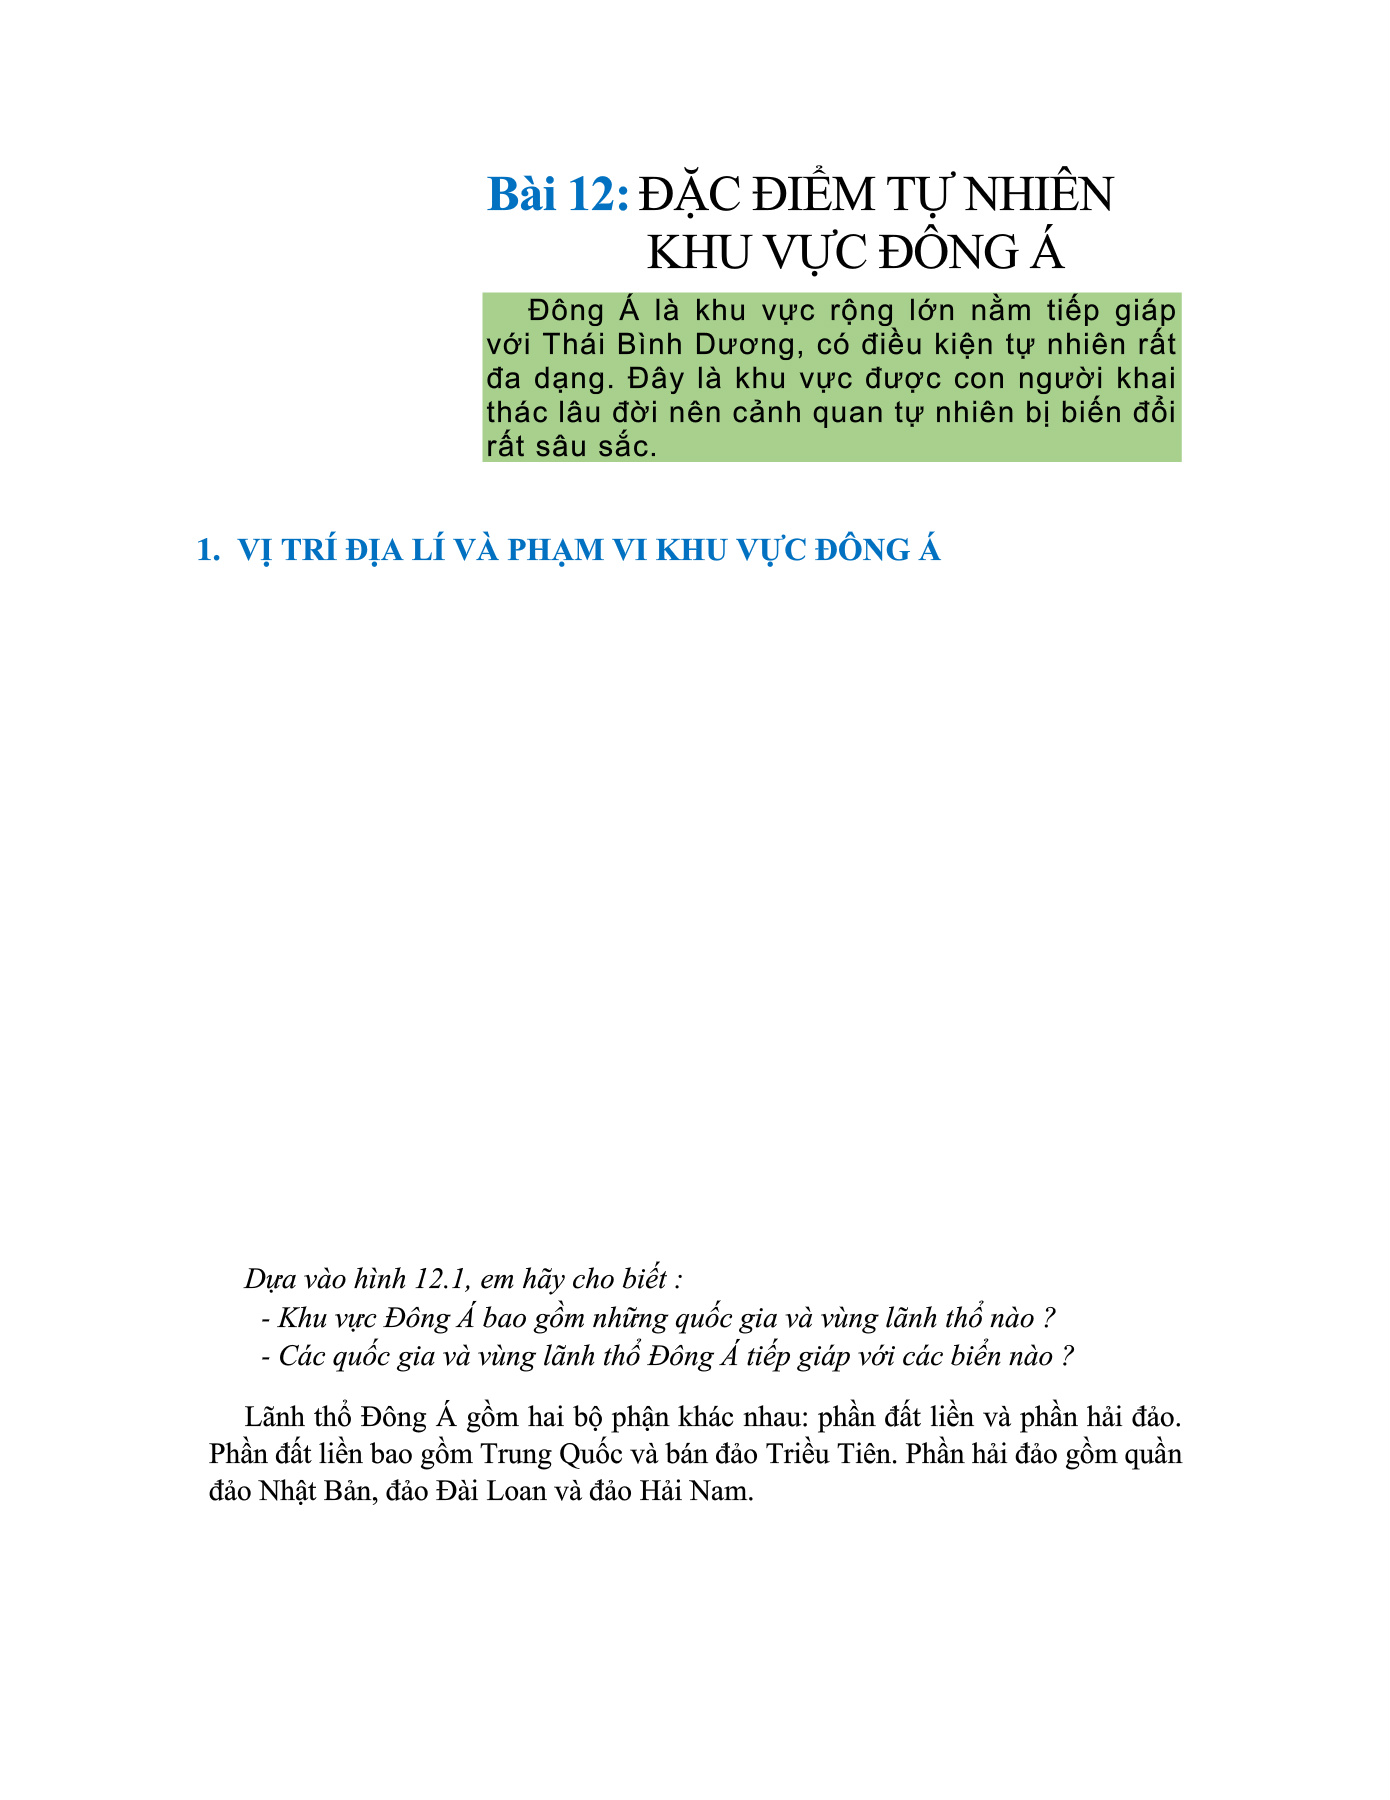 Bài 12: ĐẶC ĐIỂM TỰ NHIÊN
KHU VỰC ĐÔNG Á
Đông Á là khu vực rộng lớn nằm tiếp giáp
với Thái Bình Dương, có điều kiện tự nhiên rất
đa dạng. Đây là khu vực được con người khai
thác lâu đời nên cảnh quan tự nhiên bị biến đổi
rất sâu sắc.
1. VỊ TRÍ ĐỊA LÍ VÀ PHẠM VI KHU VỰC ĐÔNG Á
Dựa vào hình 12.1, em hãy cho biết :
- Khu vực Đông Á bao gồm những quốc gia và vùng lãnh thổ nào ?
- Các quốc gia và vùng lãnh thổ Đông Á tiếp giáp với các biển nào ?
Lãnh thổ Đông Á gồm hai bộ phận khác nhau: phần đất liền và phần hải đảo.
Phần đất liền bao gồm Trung Quốc và bán đảo Triều Tiên. Phần hải đảo gồm quần
đảo Nhật Bản, đảo Đài Loan và đảo Hải Nam.